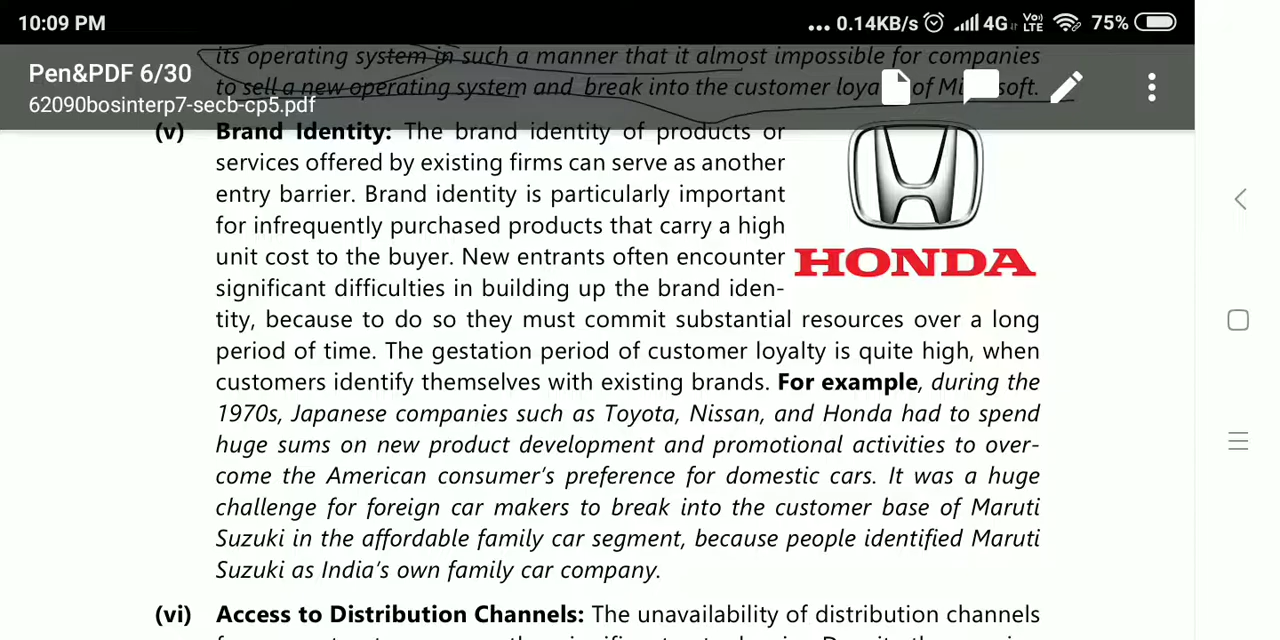 10:09 PM
... 0.14KB/s 4G VoLTE 75%
its operating system in such a manner that it almost impossible for companies
Pen&PDF 6/30
to sell a new operating system and break into the customer of
62090bosinterp7-secb-cp5.pdf
(v) Brand Identity: The brand identity of products or
services offered by existing firms can serve as another
entry barrier. Brand identity is particularly important
for infrequently purchased products that carry a high
unit cost to the buyer. New entrants often encounter
HONDA
significant difficulties in building up the brand iden-
tity, because to do so they must commit substantial resources over a long
period of time. The gestation period of customer loyalty is quite high, when
customers identify themselves with existing brands. For example, during the
1970s, Japanese companies such as Toyota, Nissan, and Honda had to spend
huge sums on new product development and promotional activities to over-
come the American consumer's preference for domestic cars. It was a huge
challenge for foreign car makers to break into the customer base of Maruti
Suzuki in the affordable family car segment, because people identified Maruti
Suzuki as India's own family car company.
(vi) Access to Distribution Channels: The unavailability of distribution channels